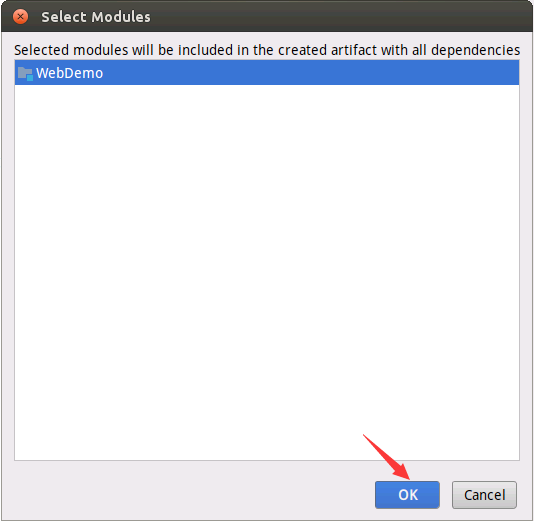 Select Modules
Selected modules will be included in the created artifact with all dependencies
WebDemo
OK
Cancel